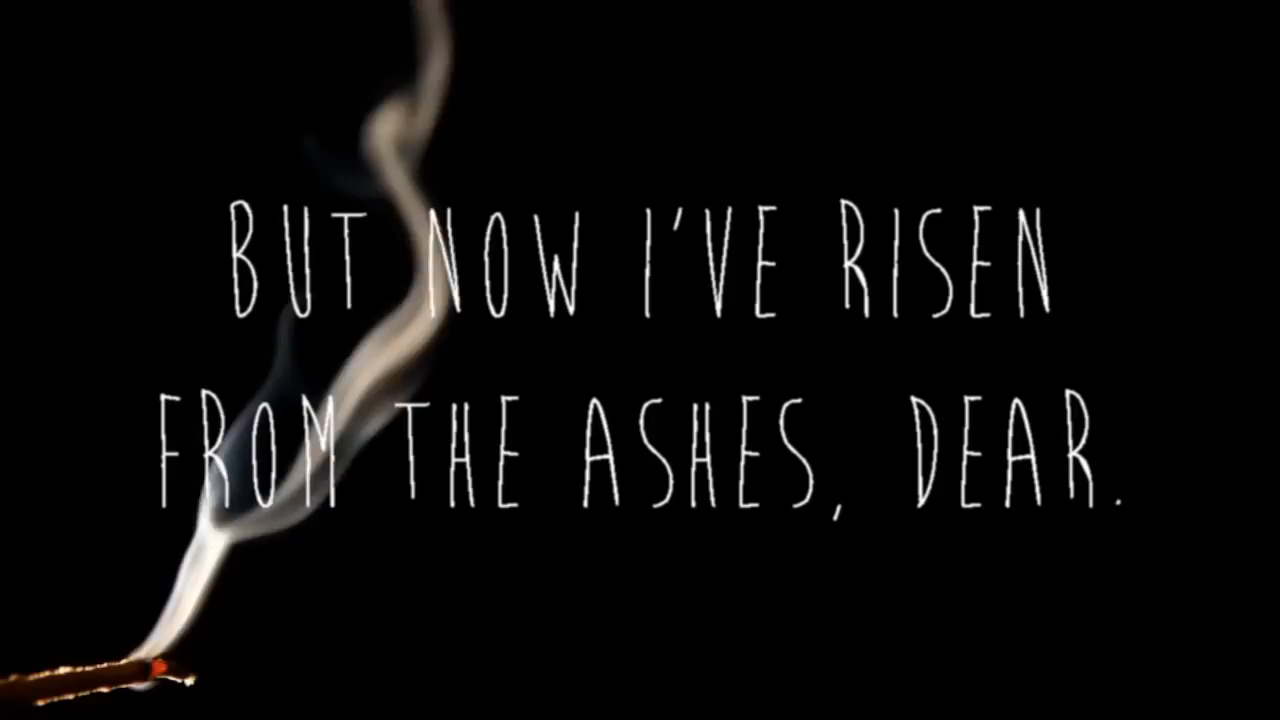 BUT NOW I'VE RISEN
FROM THE ASHES, DEAR.